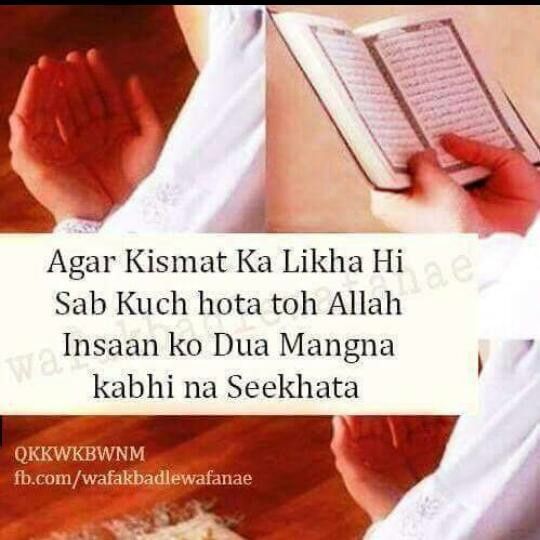 Agar Kismat Ka Likha Hi
Sab Kuch hota toh Allah
Insaan ko Dua Mangna
kabhi na Seekhata
wafakbadlewafanae
QKKWKBWNM
fb.com/wafakbadlewafanae